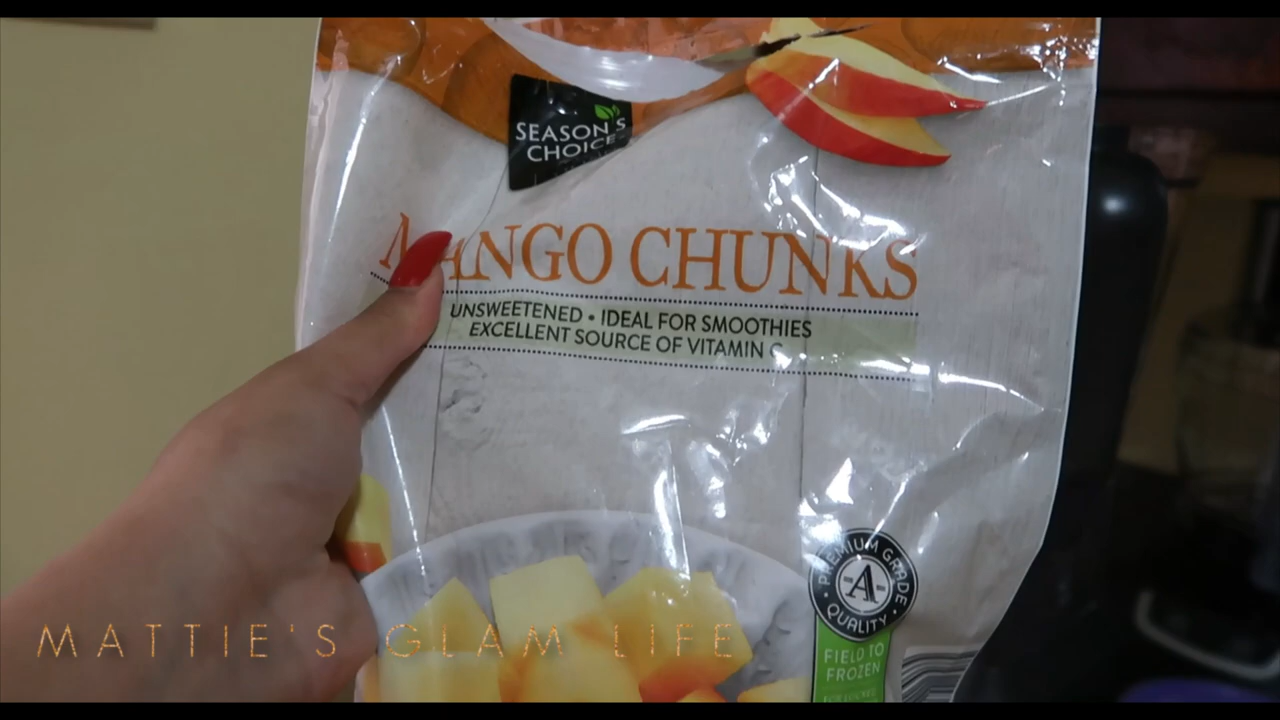 SEASON'S
CHOICE
MANGO CHUNKS
UNSWEETENED • IDEAL FOR SMOOTHIES
EXCELLENT SOURCE OF VITAMIN C
PREMIUM GRADE
A
QUALITY
FIELD TO
FROZEN
MATTIE'S GLAM LIFE